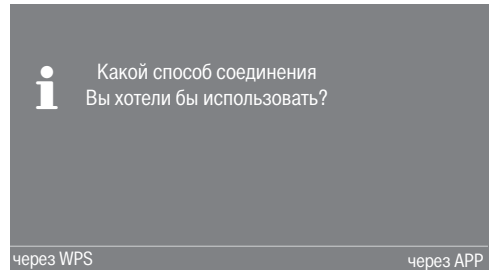 Какой способ соединения
Вы хотели бы использовать?
через WPS
через APP